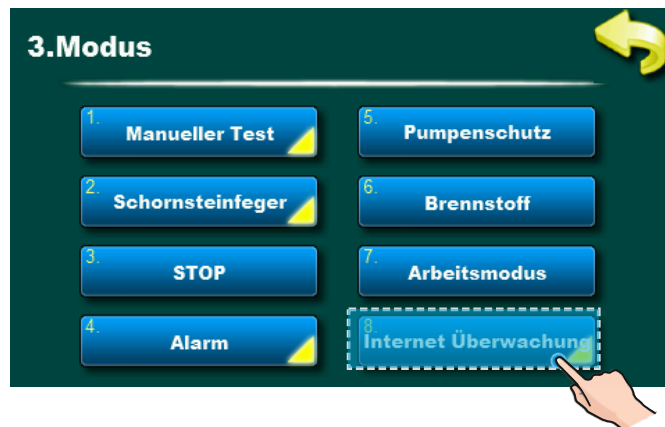 3.Modus
1.
Manueller Test
2.
Schornsteinfeger
3.
STOP
4.
Alarm
5.
Pumpenschutz
6.
Brennstoff
7.
Arbeitsmodus
8.
Internet Überwachung